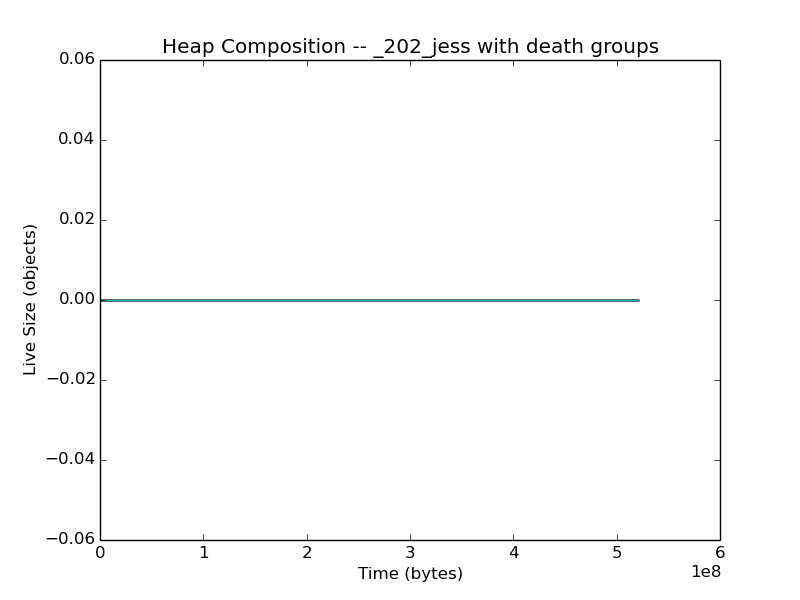 Heap Composition -- _202_jess with death groups
0.06
0.04
0.02
0.00
−0.02
−0.04
−0.06
Live Size (objects)
0 1 2 3 4 5 6
1e8
Time (bytes)